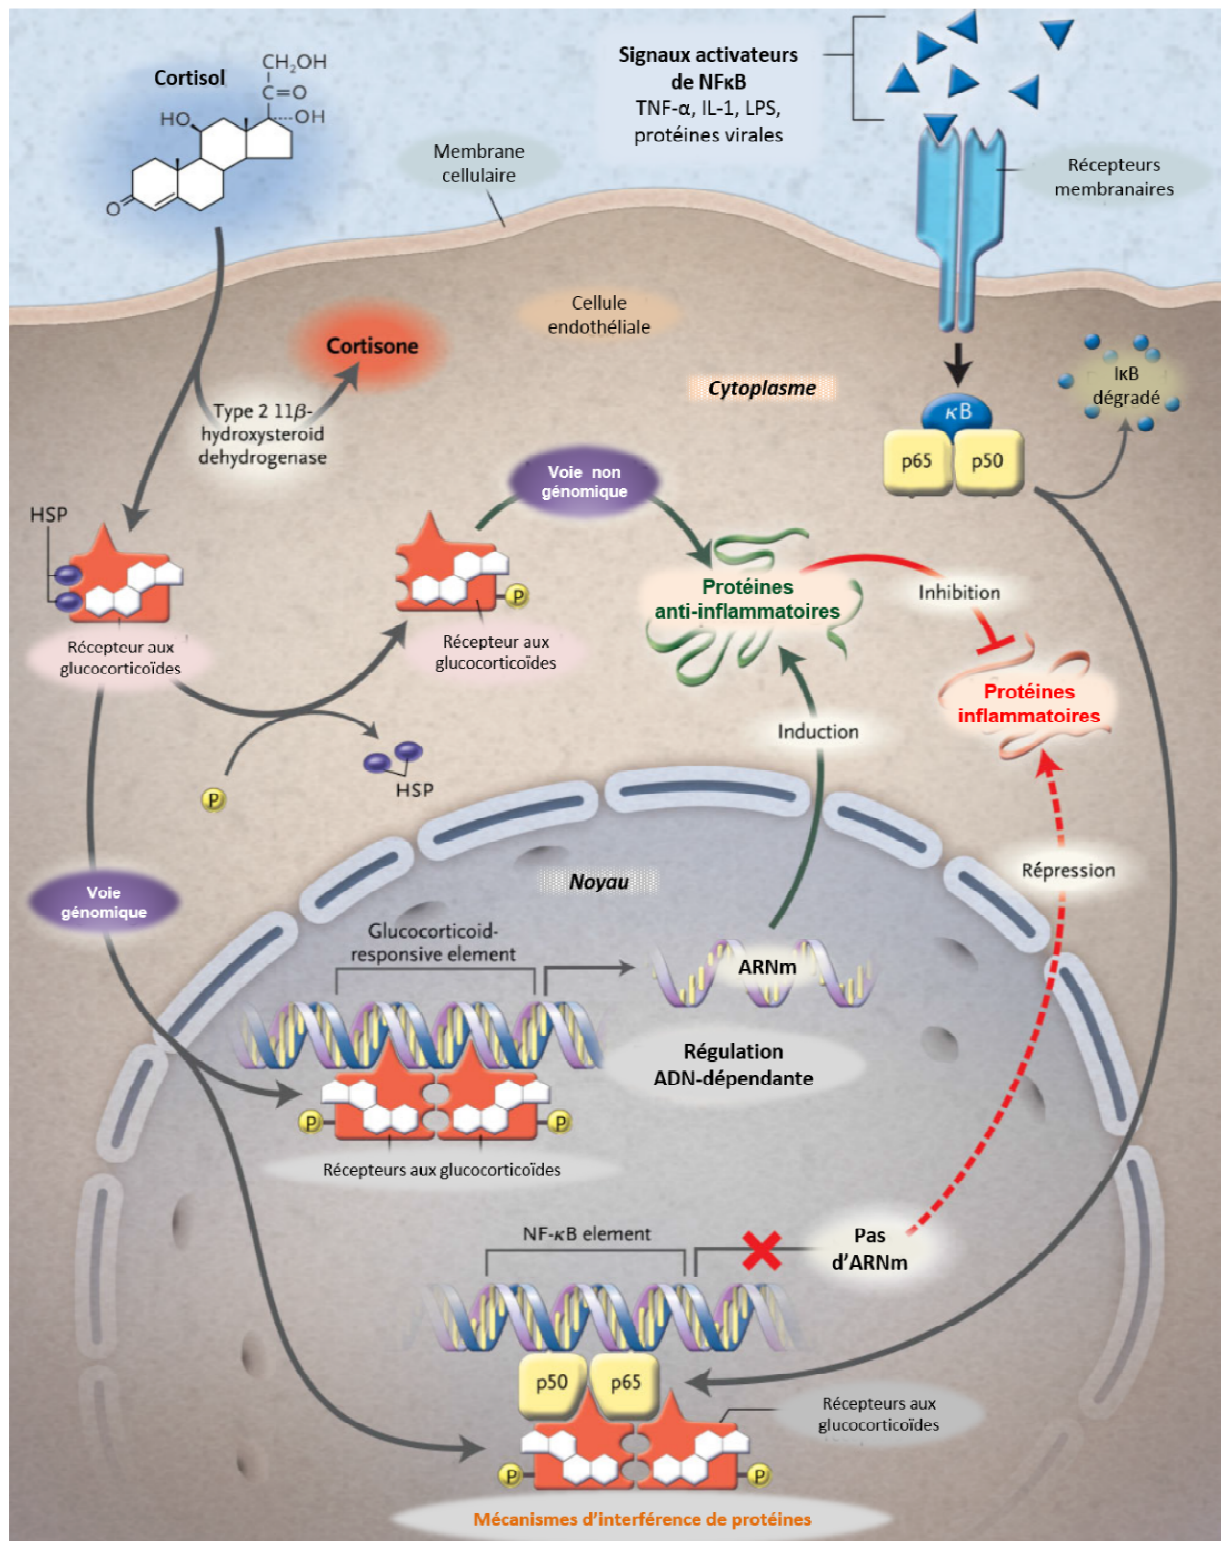 Cortisol
CH₂OH
C=O
HO
OH
O
Signaux activateurs
de NFκB
TNF-α, IL-1, LPS,
protéines virales
Membrane
cellulaire
Récepteurs
membranaires
Cellule
endothéliale
Cortisone
Cytoplasme
IκB
dégradé
Type 2 11β-
hydroxysteroid
dehydrogenase
κB
p65
p50
Voie non
génomique
HSP
P
Protéines
anti-inflammatoires
Inhibition
Récepteur aux
glucocorticoïdes
Récepteur aux
glucocorticoïdes
Protéines
inflammatoires
Induction
HSP
P
Répression
Noyau
Voie
génomique
Glucocorticoid-
responsive element
ARNm
Régulation
ADN-dépendante
P
P
Récepteurs aux glucocorticoïdes
NF-κB element
Pas
d'ARNm
p50
p65
Récepteurs aux
glucocorticoïdes
P
P
Mécanismes d'interférence de protéines